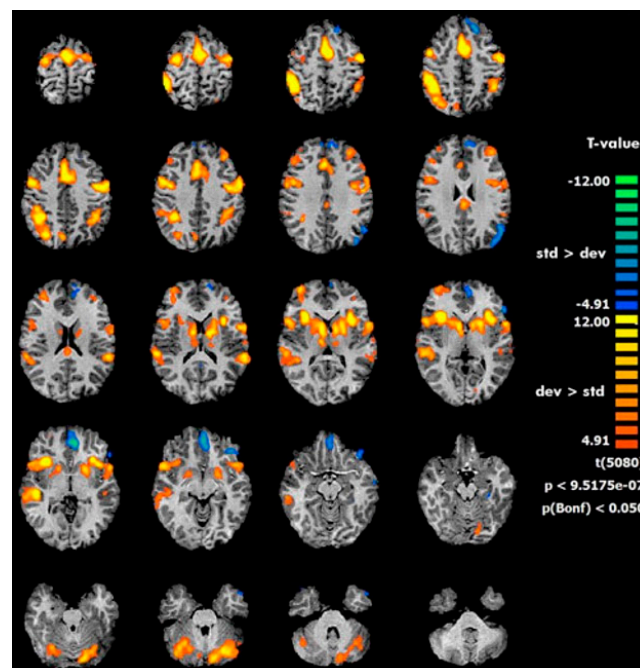 T-value
-12.00
std > dev
-4.91
12.00
dev > std
4.91
t(5080)
p < 9.5175e-07
p(Bonf) < 0.050